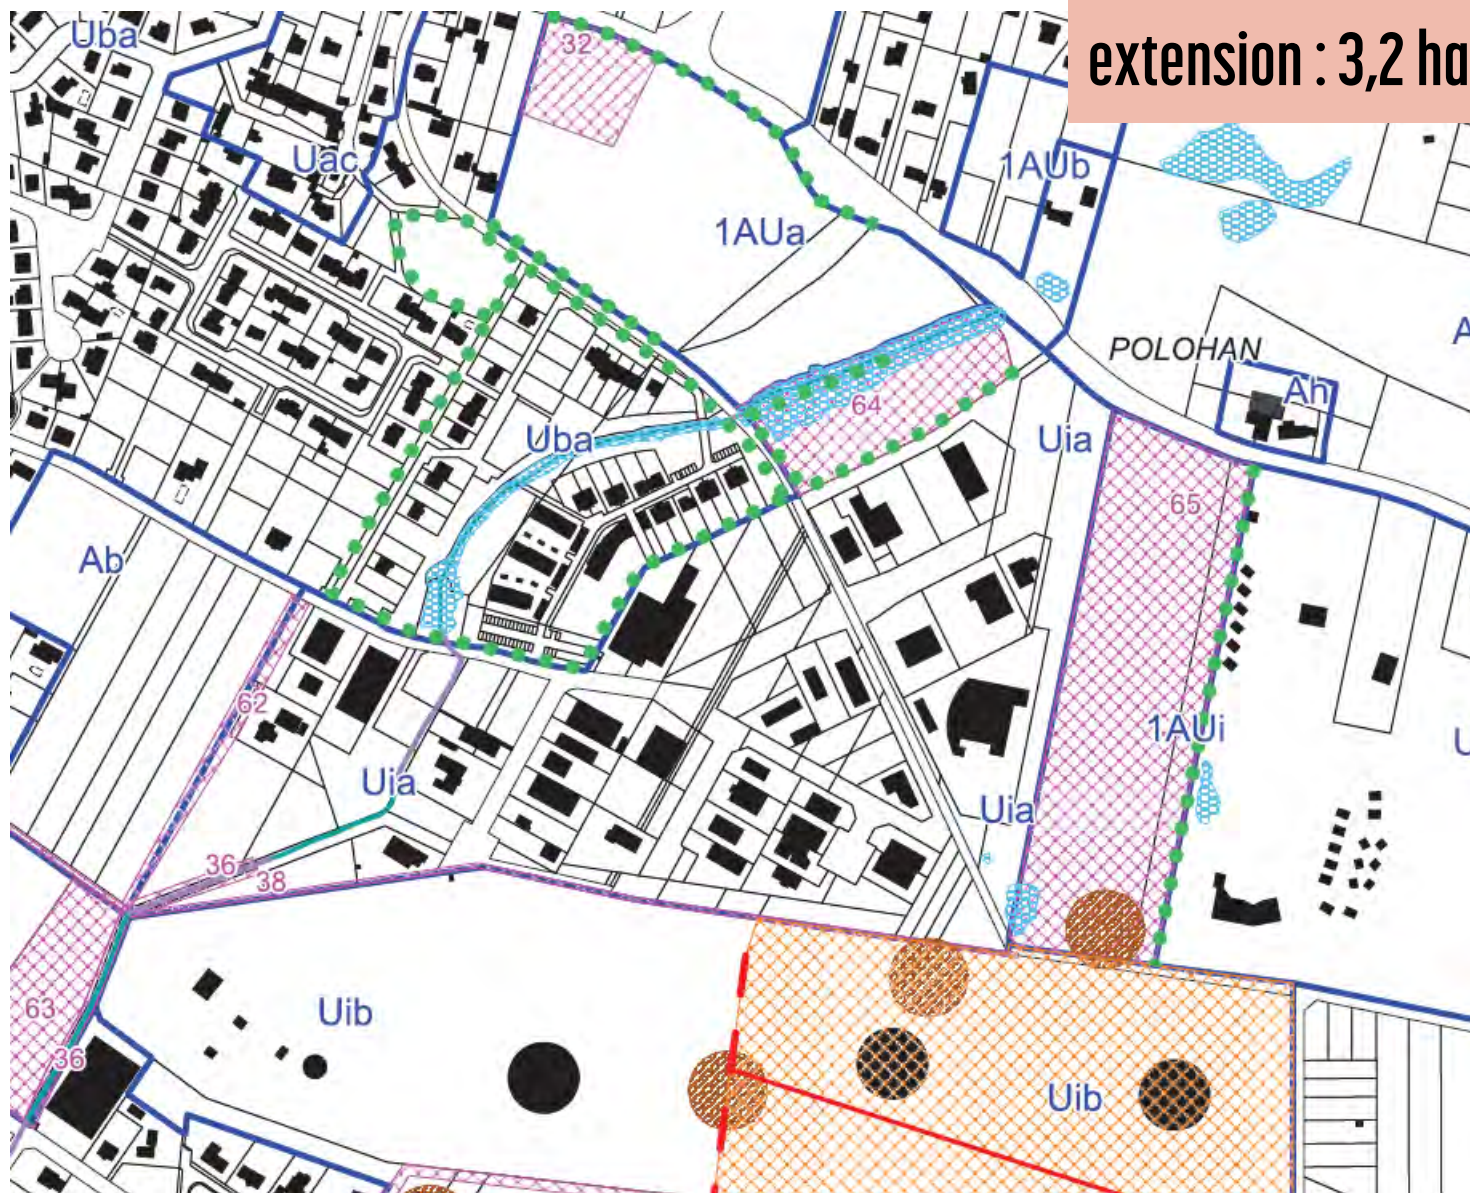 extension : 3,2 ha
Uba
32
Uac
1AUb
1AUa
POLOHAN
A
Ah
64
Uba
Uia
65
Ab
62
1AUi
U
Uia
Uia
36
38
63
Uib
36
Uib